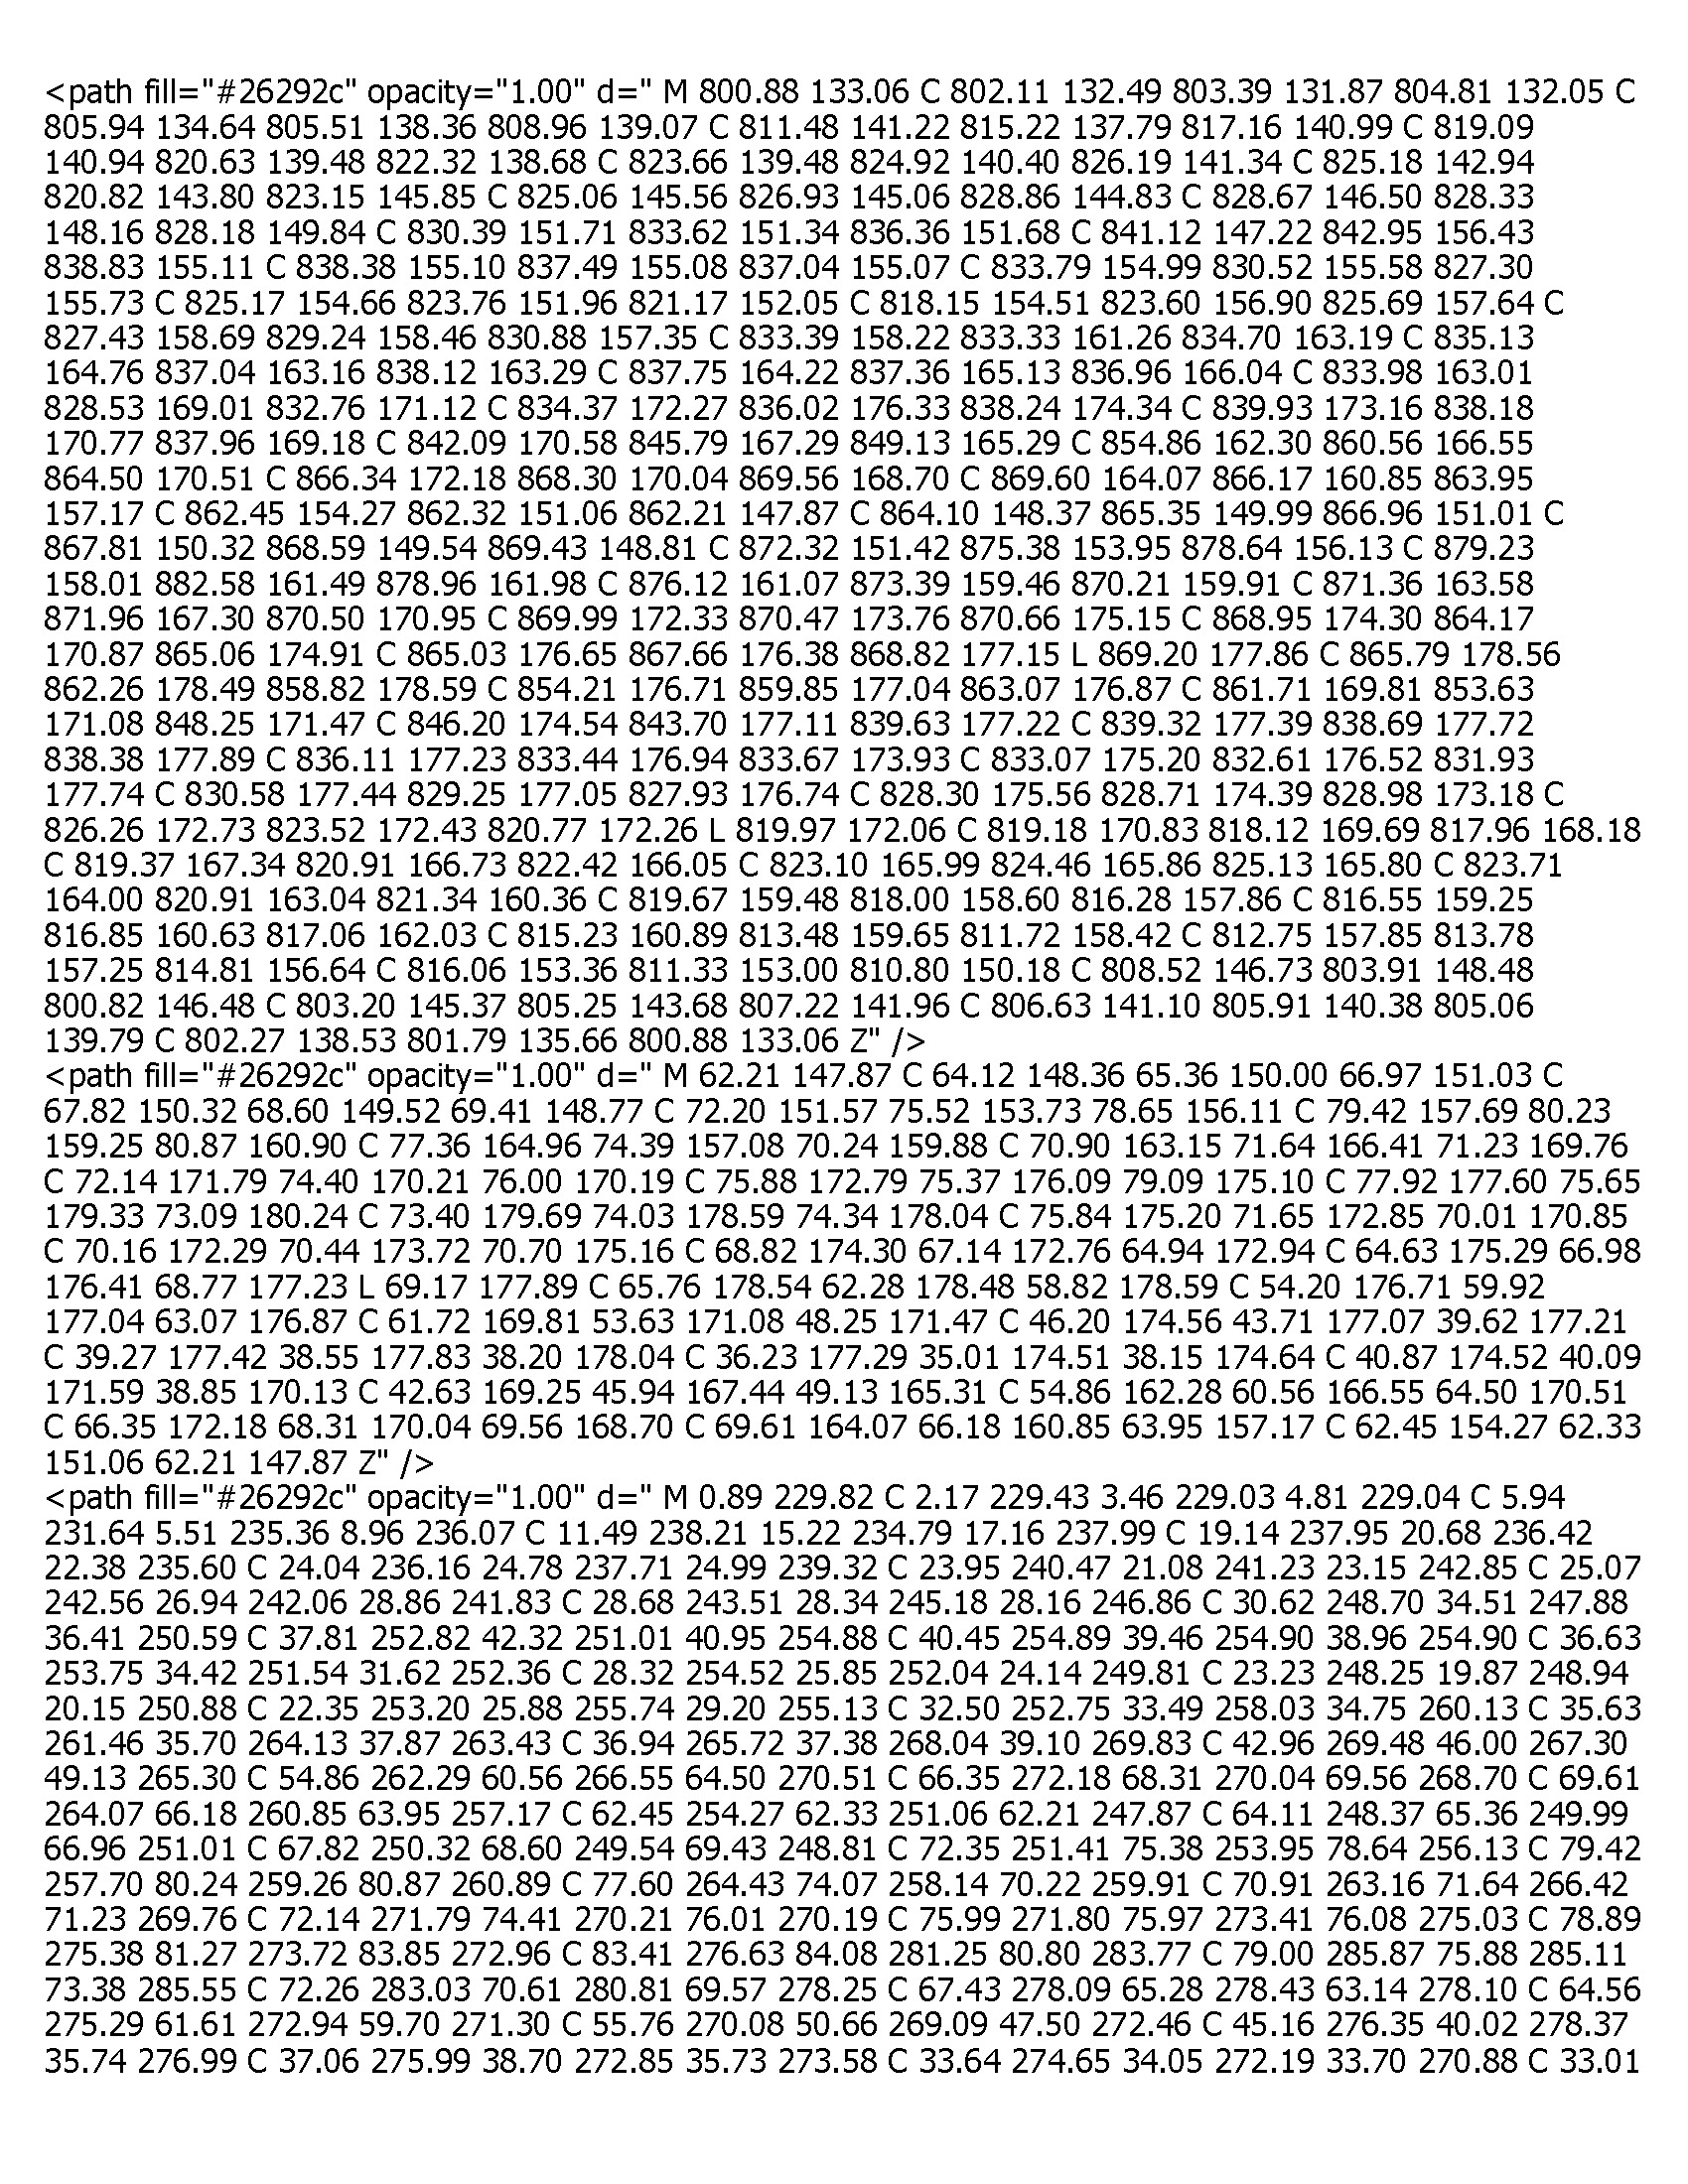 <path fill="#26292c" opacity="1.00" d=" M 800.88 133.06 C 802.11 132.49 803.39 131.87 804.81 132.05 C
805.94 134.64 805.51 138.36 808.96 139.07 C 811.48 141.22 815.22 137.79 817.16 140.99 C 819.09
140.94 820.63 139.48 822.32 138.68 C 823.66 139.48 824.92 140.40 826.19 141.34 C 825.18 142.94
820.82 143.80 823.15 145.85 C 825.06 145.56 826.93 145.06 828.86 144.83 C 828.67 146.50 828.33
148.16 828.18 149.84 C 830.39 151.71 833.62 151.34 836.36 151.68 C 841.12 147.22 842.95 156.43
838.83 155.11 C 838.38 155.10 837.49 155.08 837.04 155.07 C 833.79 154.99 830.52 155.58 827.30
155.73 C 825.17 154.66 823.76 151.96 821.17 152.05 C 818.15 154.51 823.60 156.90 825.69 157.64 C
827.43 158.69 829.24 158.46 830.88 157.35 C 833.39 158.22 833.33 161.26 834.70 163.19 C 835.13
164.76 837.04 163.16 838.12 163.29 C 837.75 164.22 837.36 165.13 836.96 166.04 C 833.98 163.01
828.53 169.01 832.76 171.12 C 834.37 172.27 836.02 176.33 838.24 174.34 C 839.93 173.16 838.18
170.77 837.96 169.18 C 842.09 170.58 845.79 167.29 849.13 165.29 C 854.86 162.30 860.56 166.55
864.50 170.51 C 866.34 172.18 868.30 170.04 869.56 168.70 C 869.60 164.07 866.17 160.85 863.95
157.17 C 862.45 154.27 862.32 151.06 862.21 147.87 C 864.10 148.37 865.35 149.99 866.96 151.01 C
867.81 150.32 868.59 149.54 869.43 148.81 C 872.32 151.42 875.38 153.95 878.64 156.13 C 879.23
158.01 882.58 161.49 878.96 161.98 C 876.12 161.07 873.39 159.46 870.21 159.91 C 871.36 163.58
871.96 167.30 870.50 170.95 C 869.99 172.33 870.47 173.76 870.66 175.15 C 868.95 174.30 864.17
170.87 865.06 174.91 C 865.03 176.65 867.66 176.38 868.82 177.15 L 869.20 177.86 C 865.79 178.56
862.26 178.49 858.82 178.59 C 854.21 176.71 859.85 177.04 863.07 176.87 C 861.71 169.81 853.63
171.08 848.25 171.47 C 846.20 174.54 843.70 177.11 839.63 177.22 C 839.32 177.39 838.69 177.72
838.38 177.89 C 836.11 177.23 833.44 176.94 833.67 173.93 C 833.07 175.20 832.61 176.52 831.93
177.74 C 830.58 177.44 829.25 177.05 827.93 176.74 C 828.30 175.56 828.71 174.39 828.98 173.18 C
826.26 172.73 823.52 172.43 820.77 172.26 L 819.97 172.06 C 819.18 170.83 818.12 169.69 817.96 168.18
C 819.37 167.34 820.91 166.73 822.42 166.05 C 823.10 165.99 824.46 165.86 825.13 165.80 C 823.71
164.00 820.91 163.04 821.34 160.36 C 819.67 159.48 818.00 158.60 816.28 157.86 C 816.55 159.25
816.85 160.63 817.06 162.03 C 815.23 160.89 813.48 159.65 811.72 158.42 C 812.75 157.85 813.78
157.25 814.81 156.64 C 816.06 153.36 811.33 153.00 810.80 150.18 C 808.52 146.73 803.91 148.48
800.82 146.48 C 803.20 145.37 805.25 143.68 807.22 141.96 C 806.63 141.10 805.91 140.38 805.06
139.79 C 802.27 138.53 801.79 135.66 800.88 133.06 Z" />
<path fill="#26292c" opacity="1.00" d=" M 62.21 147.87 C 64.12 148.36 65.36 150.00 66.97 151.03 C
67.82 150.32 68.60 149.52 69.41 148.77 C 72.20 151.57 75.52 153.73 78.65 156.11 C 79.42 157.69 80.23
159.25 80.87 160.90 C 77.36 164.96 74.39 157.08 70.24 159.88 C 70.90 163.15 71.64 166.41 71.23 169.76
C 72.14 171.79 74.40 170.21 76.00 170.19 C 75.88 172.79 75.37 176.09 79.09 175.10 C 77.92 177.60 75.65
179.33 73.09 180.24 C 73.40 179.69 74.03 178.59 74.34 178.04 C 75.84 175.20 71.65 172.85 70.01 170.85
C 70.16 172.29 70.44 173.72 70.70 175.16 C 68.82 174.30 67.14 172.76 64.94 172.94 C 64.63 175.29 66.98
176.41 68.77 177.23 L 69.17 177.89 C 65.76 178.54 62.28 178.48 58.82 178.59 C 54.20 176.71 59.92
177.04 63.07 176.87 C 61.72 169.81 53.63 171.08 48.25 171.47 C 46.20 174.56 43.71 177.07 39.62 177.21
C 39.27 177.42 38.55 177.83 38.20 178.04 C 36.23 177.29 35.01 174.51 38.15 174.64 C 40.87 174.52 40.09
171.59 38.85 170.13 C 42.63 169.25 45.94 167.44 49.13 165.31 C 54.86 162.28 60.56 166.55 64.50 170.51
C 66.35 172.18 68.31 170.04 69.56 168.70 C 69.61 164.07 66.18 160.85 63.95 157.17 C 62.45 154.27 62.33
151.06 62.21 147.87 Z" />
<path fill="#26292c" opacity="1.00" d=" M 0.89 229.82 C 2.17 229.43 3.46 229.03 4.81 229.04 C 5.94
231.64 5.51 235.36 8.96 236.07 C 11.49 238.21 15.22 234.79 17.16 237.99 C 19.14 237.95 20.68 236.42
22.38 235.60 C 24.04 236.16 24.78 237.71 24.99 239.32 C 23.95 240.47 21.08 241.23 23.15 242.85 C 25.07
242.56 26.94 242.06 28.86 241.83 C 28.68 243.51 28.34 245.18 28.16 246.86 C 30.62 248.70 34.51 247.88
36.41 250.59 C 37.81 252.82 42.32 251.01 40.95 254.88 C 40.45 254.89 39.46 254.90 38.96 254.90 C 36.63
253.75 34.42 251.54 31.62 252.36 C 28.32 254.52 25.85 252.04 24.14 249.81 C 23.23 248.25 19.87 248.94
20.15 250.88 C 22.35 253.20 25.88 255.74 29.20 255.13 C 32.50 252.75 33.49 258.03 34.75 260.13 C 35.63
261.46 35.70 264.13 37.87 263.43 C 36.94 265.72 37.38 268.04 39.10 269.83 C 42.96 269.48 46.00 267.30
49.13 265.30 C 54.86 262.29 60.56 266.55 64.50 270.51 C 66.35 272.18 68.31 270.04 69.56 268.70 C 69.61
264.07 66.18 260.85 63.95 257.17 C 62.45 254.27 62.33 251.06 62.21 247.87 C 64.11 248.37 65.36 249.99
66.96 251.01 C 67.82 250.32 68.60 249.54 69.43 248.81 C 72.35 251.41 75.38 253.95 78.64 256.13 C 79.42
257.70 80.24 259.26 80.87 260.89 C 77.60 264.43 74.07 258.14 70.22 259.91 C 70.91 263.16 71.64 266.42
71.23 269.76 C 72.14 271.79 74.41 270.21 76.01 270.19 C 75.99 271.80 75.97 273.41 76.08 275.03 C 78.89
275.38 81.27 273.72 83.85 272.96 C 83.41 276.63 84.08 281.25 80.80 283.77 C 79.00 285.87 75.88 285.11
73.38 285.55 C 72.26 283.03 70.61 280.81 69.57 278.25 C 67.43 278.09 65.28 278.43 63.14 278.10 C 64.56
275.29 61.61 272.94 59.70 271.30 C 55.76 270.08 50.66 269.09 47.50 272.46 C 45.16 276.35 40.02 278.37
35.74 276.99 C 37.06 275.99 38.70 272.85 35.73 273.58 C 33.64 274.65 34.05 272.19 33.70 270.88 C 33.01